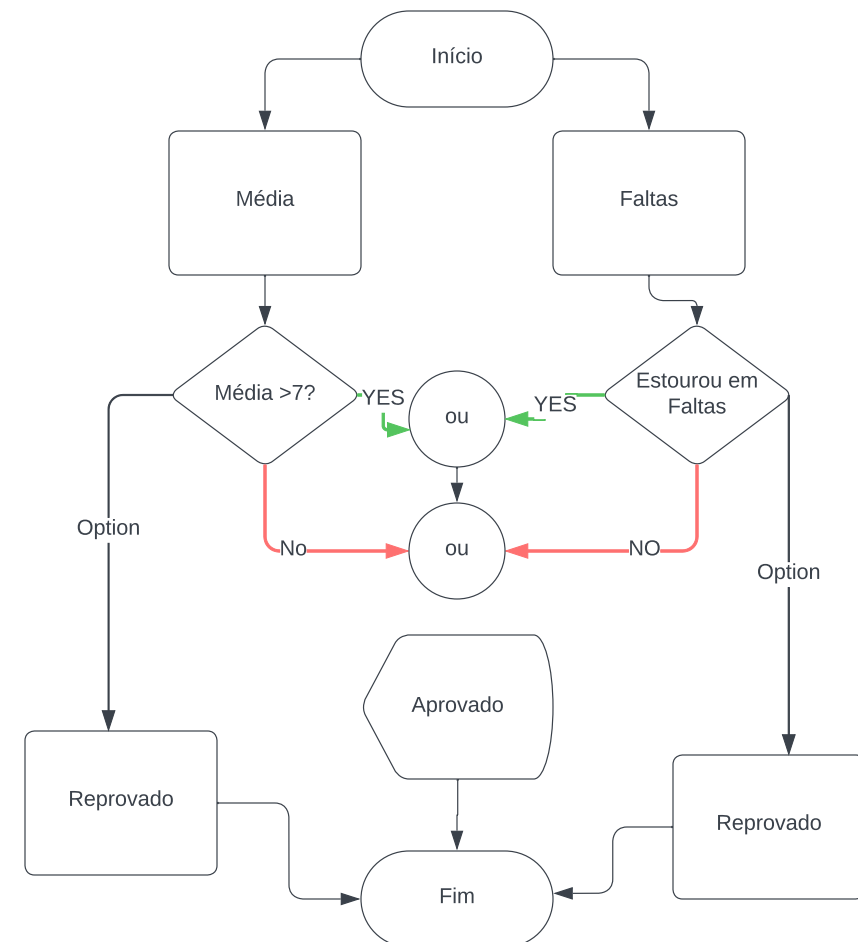 Início
Média
Faltas
Média >7?
YES
ou
YES
Estourou em
Faltas
Option
No
ou
NO
Option
Aprovado
Reprovado
Reprovado
Fim